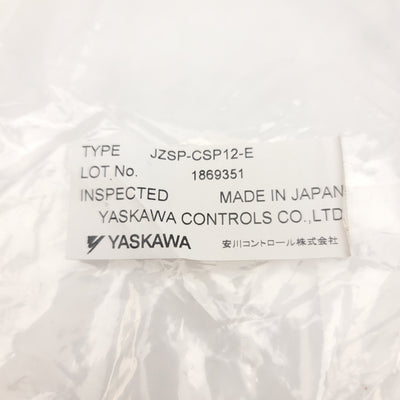 TYPE JZSP-CSP12-E
LOT No. 1869351
INSPECTED MADE IN JAPAN
YASKAWA CONTROLS CO., LTD
YASKAWA 安川コントロール株式会社